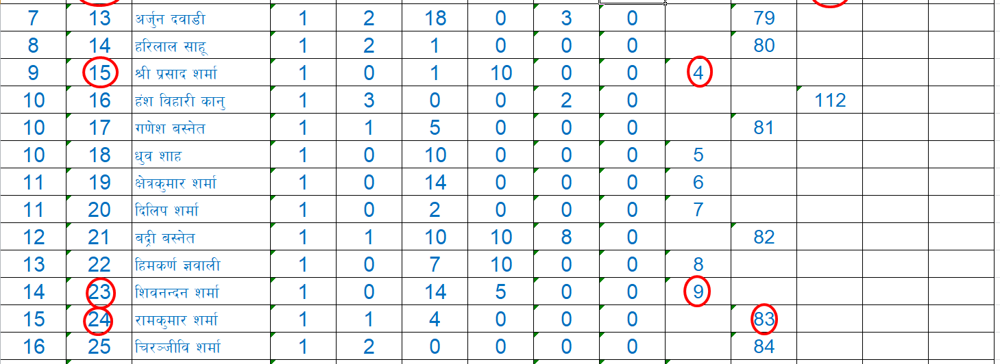 7 13 अर्जुन दवाडी 1 2 18 0 3 0 79
8 14 हरिलाल साहू 1 2 1 0 0 0 80
9 15 श्री प्रसाद शर्मा 1 0 1 10 0 0 4
10 16 हंश विहारी कानु 1 3 0 0 2 0 112
10 17 गणेश बस्नेत 1 1 5 0 0 0 81
10 18 धुव शाह 1 0 10 0 0 0 5
11 19 क्षेत्रकुमार शर्मा 1 0 14 0 0 0 6
11 20 दिलिप शर्मा 1 0 2 0 0 0 7
12 21 बद्री बस्नेत 1 1 10 10 8 0 82
13 22 हिमकर्ण ज्ञवाली 1 0 7 10 0 0 8
14 23 शिवनन्दन शर्मा 1 0 14 5 0 0 9
15 24 रामकुमार शर्मा 1 1 4 0 0 0 83
16 25 चिरञ्जीवि शर्मा 1 2 0 0 0 0 84